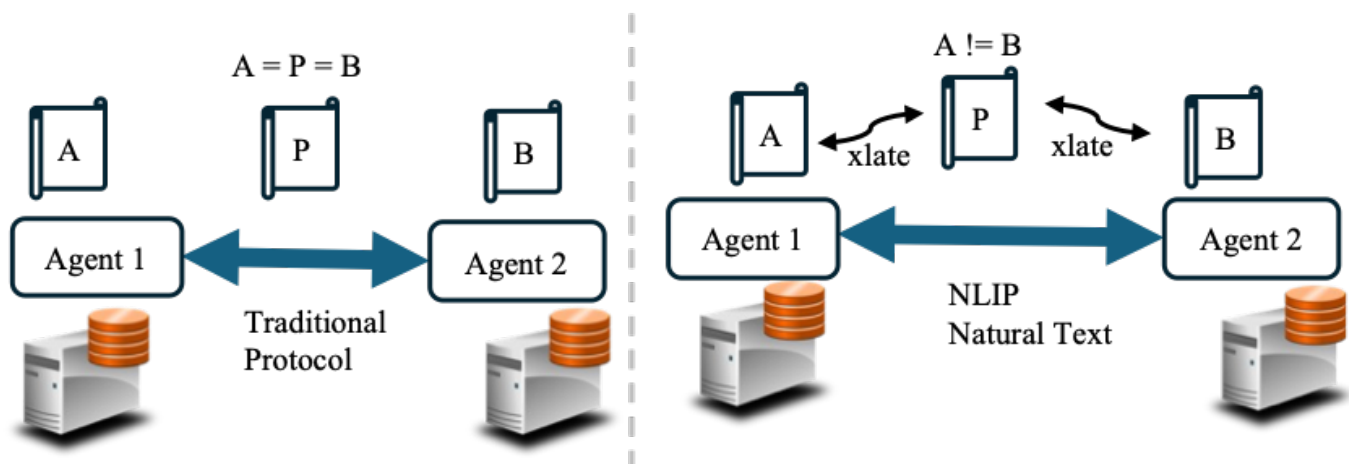 A = P = B
A
P
B
Agent 1
Agent 2
Traditional
Protocol
A != B
A
xlate
P
xlate
B
Agent 1
Agent 2
NLIP
Natural Text